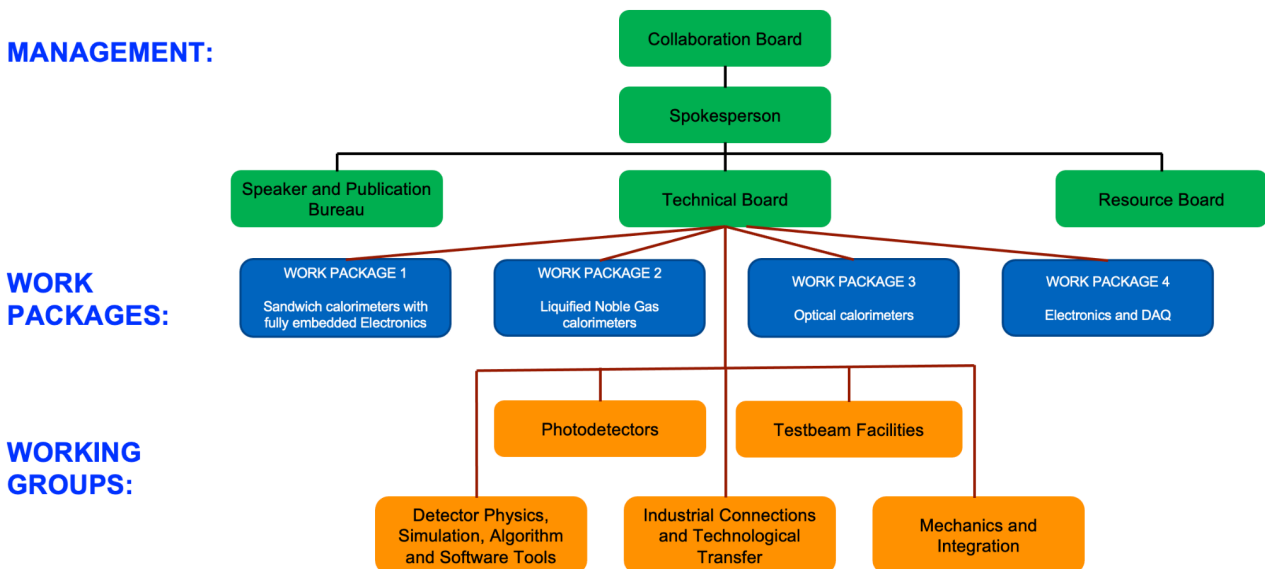 MANAGEMENT:
Collaboration Board
Spokesperson
Speaker and Publication
Bureau
Technical Board
Resource Board
WORK
PACKAGES:
WORK PACKAGE 1
Sandwich calorimeters with
fully embedded Electronics
WORK PACKAGE 2
Liquified Noble Gas
calorimeters
WORK PACKAGE 3
Optical calorimeters
WORK PACKAGE 4
Electronics and DAQ
WORKING
GROUPS:
Photodetectors
Testbeam Facilities
Detector Physics,
Simulation, Algorithm
and Software Tools
Industrial Connections
and Technological
Transfer
Mechanics and
Integration